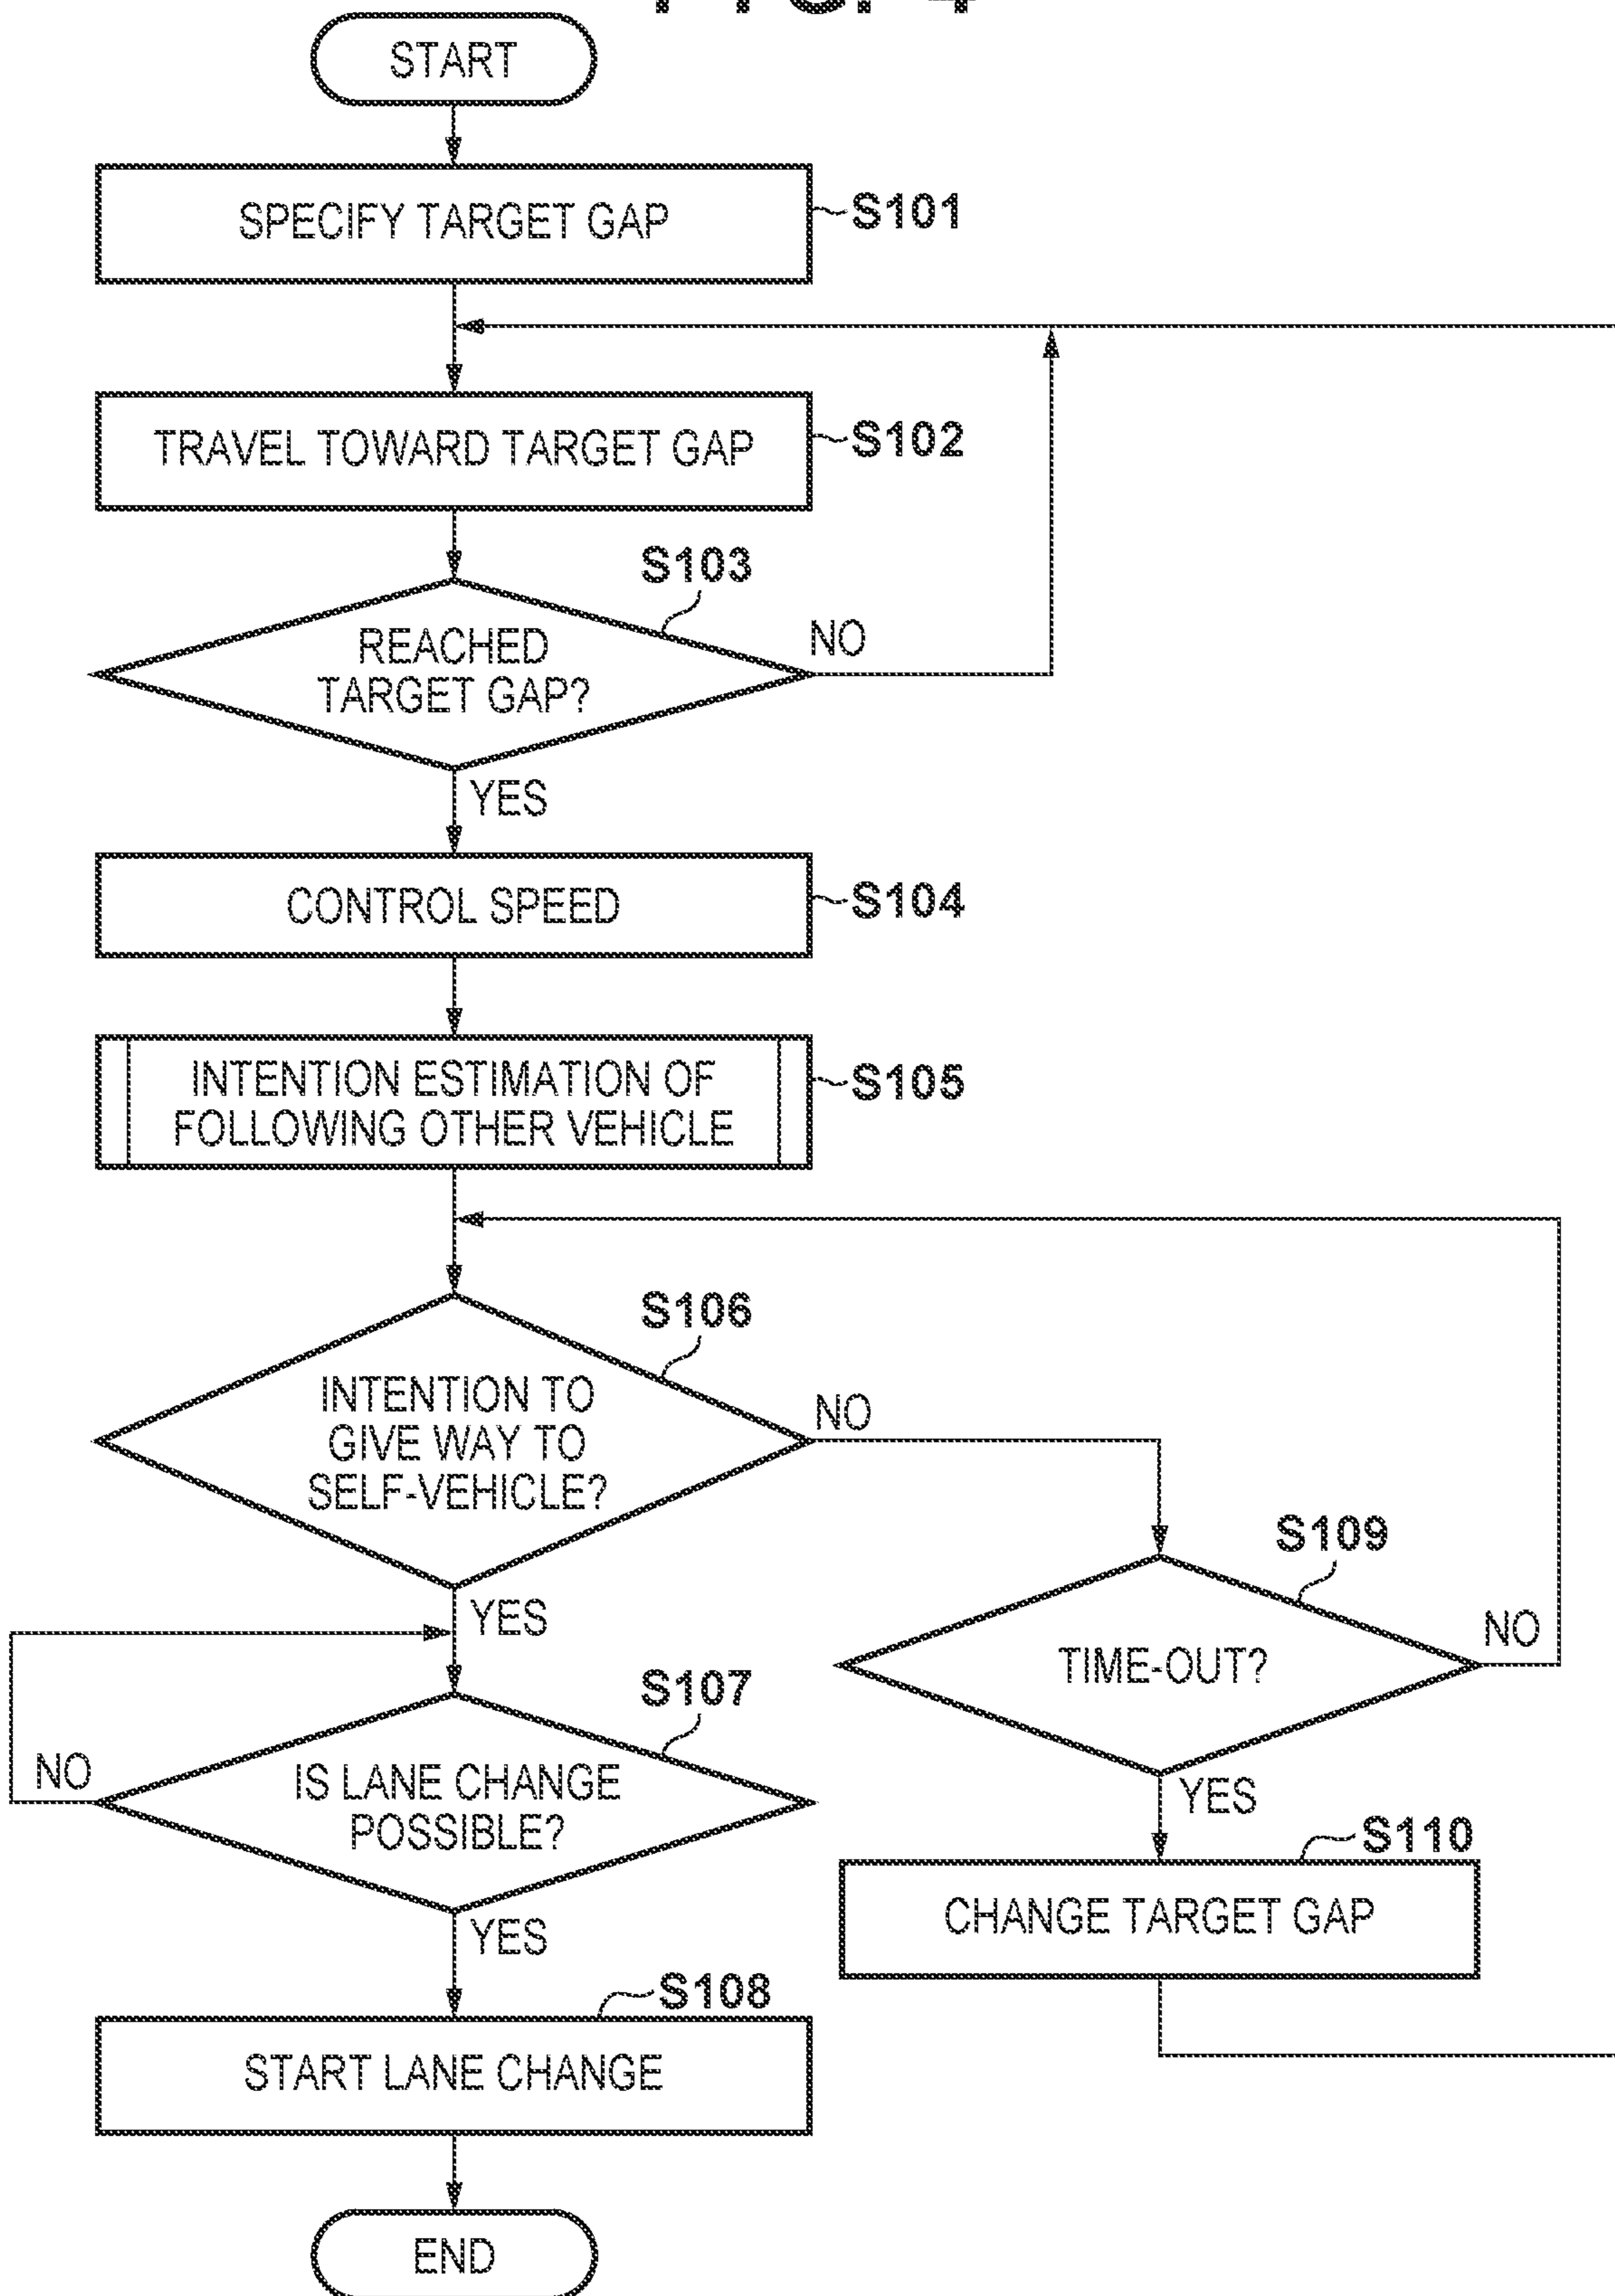 START
SPECIFY TARGET GAP
S101
TRAVEL TOWARD TARGET GAP
S102
S103
REACHED
TARGET GAP?
NO
YES
CONTROL SPEED
S104
INTENTION ESTIMATION OF
FOLLOWING OTHER VEHICLE
S105
S106
INTENTION TO
GIVE WAY TO
SELF-VEHICLE?
NO
YES
S109
TIME-OUT?
NO
YES
S107
IS LANE CHANGE
POSSIBLE?
NO
YES
S110
CHANGE TARGET GAP
S108
START LANE CHANGE
END